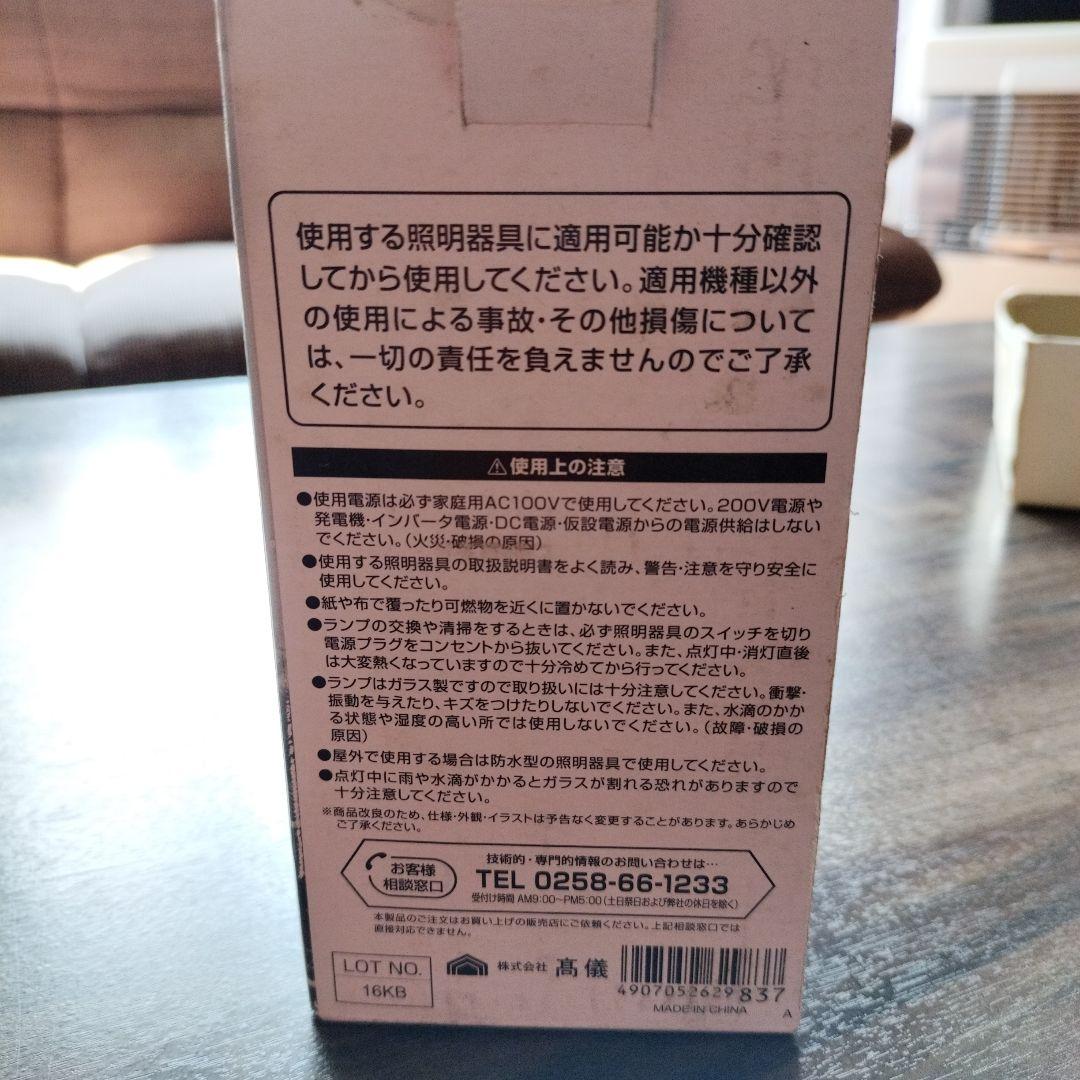 使用する照明器具に適用可能か十分確認
してから使用してください。適用機種以外
の使用による事故・その他損傷について
は、一切の責任を負えませんのでご了承
ください。
⚠使用上の注意
●使用電源は必ず家庭用AC100Vで使用してください。200V電源や
発電機・インバータ電源・DC電源・仮設電源からの電源供給はしない
でください。(火災・破損の原因)
●使用する照明器具の取扱説明書をよく読み、警告・注意を守り安全に
使用してください。
●紙や布で覆ったり可燃物を近くに置かないでください。
●ランプの交換や清掃をするときは、必ず照明器具のスイッチを切り
電源プラグをコンセントから抜いてください。また、点灯中・消灯直後
は大変熱くなっていますので十分冷めてから行ってください。
●ランプはガラス製ですので取り扱いには十分注意してください。衝撃・
振動を与えたり、キズをつけたりしないでください。また、水滴のかか
る状態や湿度の高い所では使用しないでください。(故障・破損の
原因)
●屋外で使用する場合は防水型の照明器具で使用してください。
●点灯中に雨や水滴がかかるとガラスが割れる恐れがありますので
十分注意してください。
※商品改良のため、仕様・外観・イラストは予告なく変更することがあります。あらかじめ
ご了承ください。
お客様
相談窓口
技術的・専門的情報のお問い合わせは…
TEL 0258-66-1233
受付け時間 AM9:00~PM5:00(土日祭日および弊社の休日を除く)
本製品のご注文はお買い上げの販売店にご依頼ください。上記相談窓口では
直接対応できません。
LOT NO.
16KB
株式会社 髙儀
4907052629837
MADE IN CHINA
A